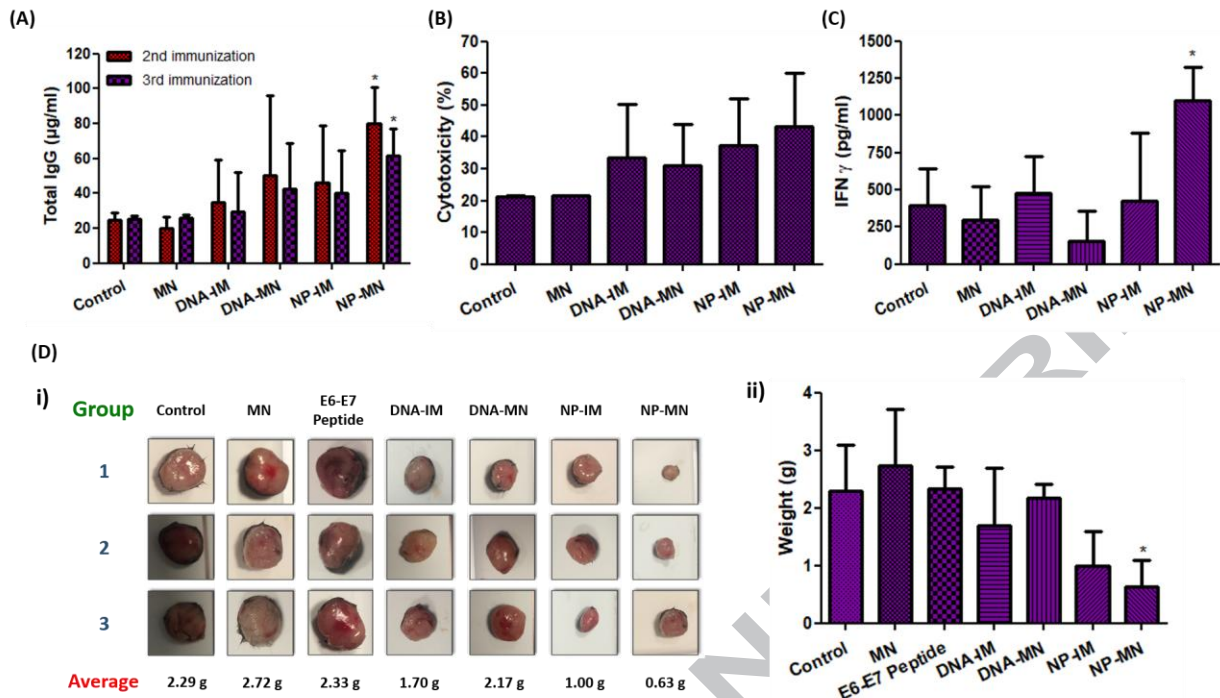 (A)
120
100
80
60
40
20
0
Total IgG (µg/ml)
2nd immunization
3rd immunization
*
*
Control
MN
DNA-IM
DNA-MN
NP-IM
NP-MN
(B)
70
60
50
40
30
20
10
0
Cytotoxicity (%)
Control
MN
DNA-IM
DNA-MN
NP-IM
NP-MN
(C)
1500
1250
1000
750
500
250
0
IFN γ (pg/ml)
*
Control
MN
DNA-IM
DNA-MN
NP-IM
NP-MN
(D)
i)
Group Control MN E6-E7 Peptide DNA-IM DNA-MN NP-IM NP-MN
1
2
3
Average 2.29 g 2.72 g 2.33 g 1.70 g 2.17 g 1.00 g 0.63 g
ii)
4
3
2
1
0
Weight (g)
*
Control
MN
E6-E7 Peptide
DNA-IM
DNA-MN
NP-IM
NP-MN